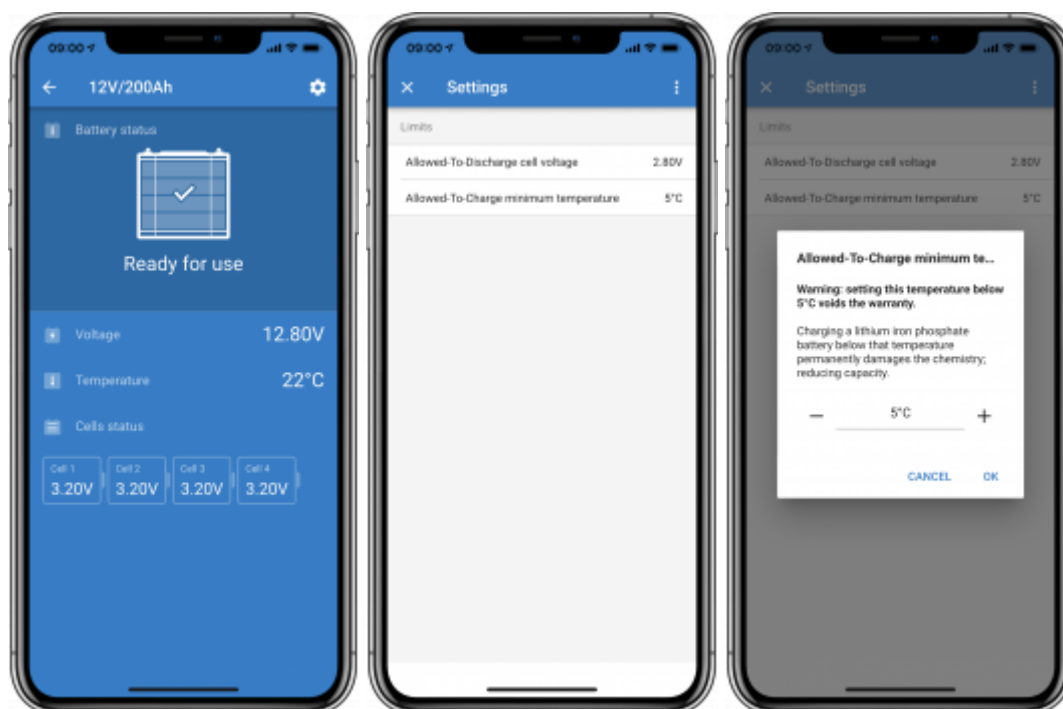 09:00
12V/200Ah
Battery status
Ready for use
Voltage
12.80V
Temperature
22°C
Cells status
Cell 1
3.20V
Cell 2
3.20V
Cell 3
3.20V
Cell 4
3.20V
09:00
Settings
Limits
Allowed-To-Discharge cell voltage
2.80V
Allowed-To-Charge minimum temperature
5°C
09:00
Settings
Limits
Allowed-To-Discharge cell voltage
2.80V
Allowed-To-Charge minimum temperature
5°C
Allowed-To-Charge minimum te...
Warning: setting this temperature below
5°C voids the warranty.
Charging a lithium iron phosphate
battery below that temperature
permanently damages the chemistry;
reducing capacity.
5°C
CANCEL
OK